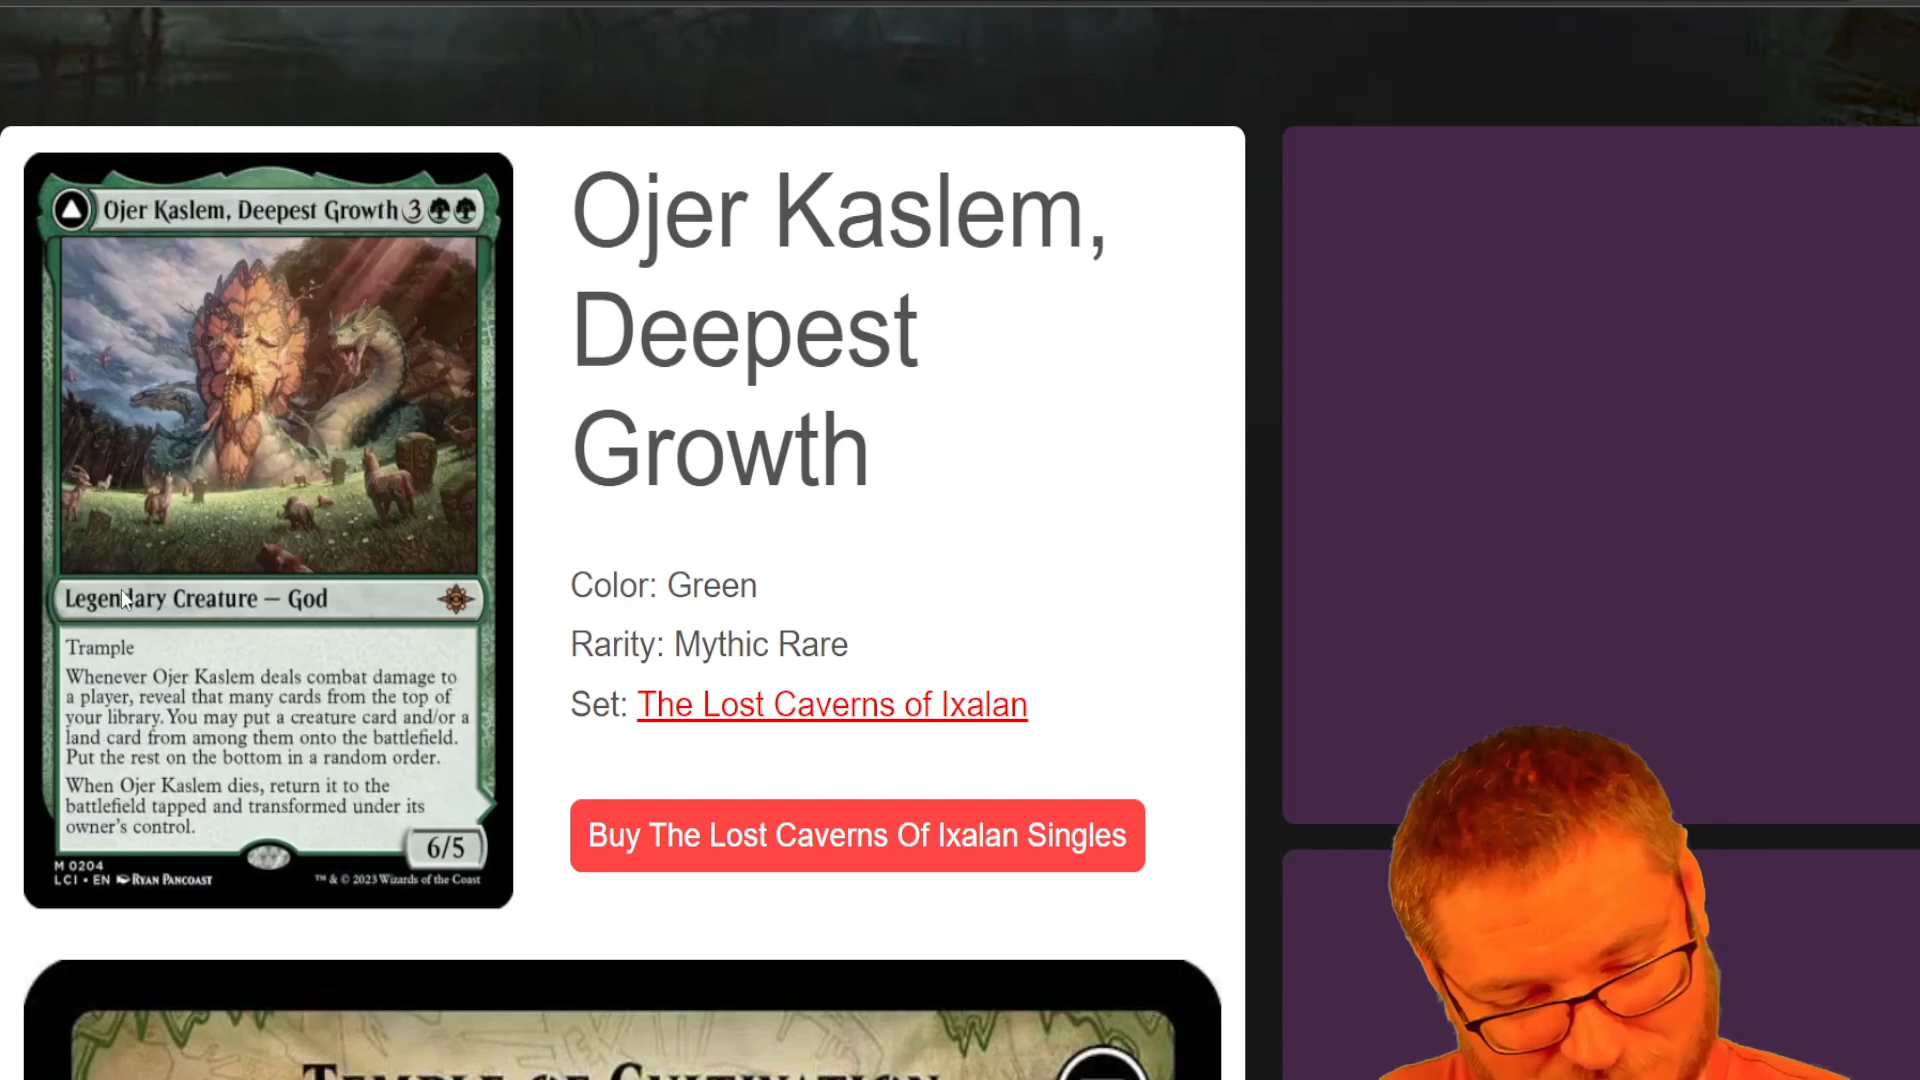 Ojer Kaslem, Deepest Growth 3
Legendary Creature — God
Trample
Whenever Ojer Kaslem deals combat damage to
a player, reveal that many cards from the top of
your library. You may put a creature card and/or a
land card from among them onto the battlefield.
Put the rest on the bottom in a random order.
When Ojer Kaslem dies, return it to the
battlefield tapped and transformed under its
owner's control.
6/5
M 0204
LCI • EN RYAN PANCOAST
™ & © 2023 Wizards of the Coast
Ojer Kaslem,
Deepest
Growth
Color: Green
Rarity: Mythic Rare
Set: The Lost Caverns of Ixalan
Buy The Lost Caverns Of Ixalan Singles
TEMPLE OF CULTIVATION